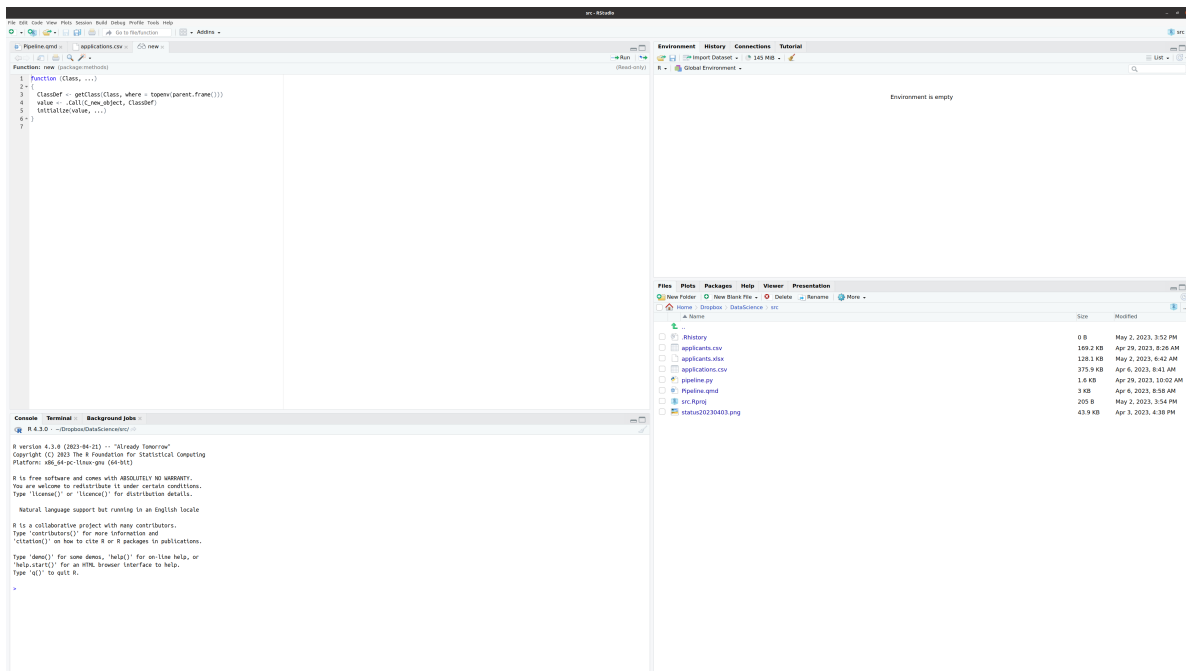 src - RStudio
File Edit Code View Plots Session Build Debug Profile Tools Help
Go to file/function Addins src
Pipeline.qmd applications.csv new
Run
Function: new (package:methods) (Read-only)
1 function (Class, ...)
2 {
3 ClassDef <- getClass(Class, where = topenv(parent.frame()))
4 value <- .Call(C_new_object, ClassDef)
5 initialize(value, ...)
6 }
7
Console Terminal Background Jobs
R 4.3.0 · ~/Dropbox/DataScience/src/
R version 4.3.0 (2023-04-21) -- "Already Tomorrow"
Copyright (C) 2023 The R Foundation for Statistical Computing
Platform: x86_64-pc-linux-gnu (64-bit)
R is free software and comes with ABSOLUTELY NO WARRANTY.
You are welcome to redistribute it under certain conditions.
Type 'license()' or 'licence()' for distribution details.
Natural language support but running in an English locale
R is a collaborative project with many contributors.
Type 'contributors()' for more information and
'citation()' on how to cite R or R packages in publications.
Type 'demo()' for some demos, 'help()' for on-line help, or
'help.start()' for an HTML browser interface to help.
Type 'q()' to quit R.
>
Environment History Connections Tutorial
Import Dataset 145 MiB List
R Global Environment
Environment is empty
Files Plots Packages Help Viewer Presentation
New Folder New Blank File Delete Rename More
Home Dropbox DataScience src
Name Size Modified
..
.Rhistory 0 B May 2, 2023, 3:52 PM
applicants.csv 169.2 KB Apr 29, 2023, 8:26 AM
applicants.xlsx 128.1 KB May 2, 2023, 6:42 AM
applications.csv 375.9 KB Apr 6, 2023, 8:41 AM
pipeline.py 1.6 KB Apr 29, 2023, 10:02 AM
Pipeline.qmd 3 KB Apr 6, 2023, 8:58 AM
src.Rproj 205 B May 2, 2023, 3:54 PM
status20230403.png 43.9 KB Apr 3, 2023, 4:38 PM